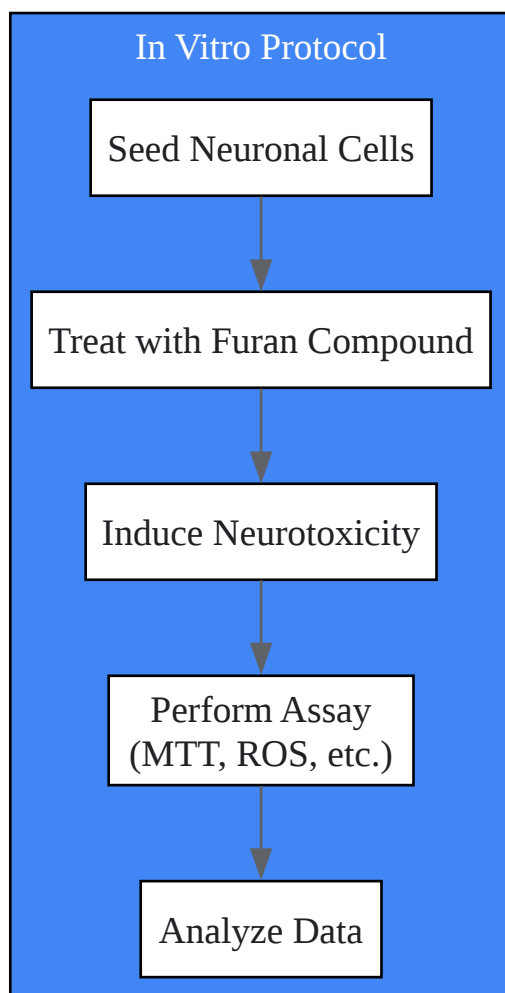 In Vitro Protocol
Seed Neuronal Cells
Treat with Furan Compound
Induce Neurotoxicity
Perform Assay
(MTT, ROS, etc.)
Analyze Data